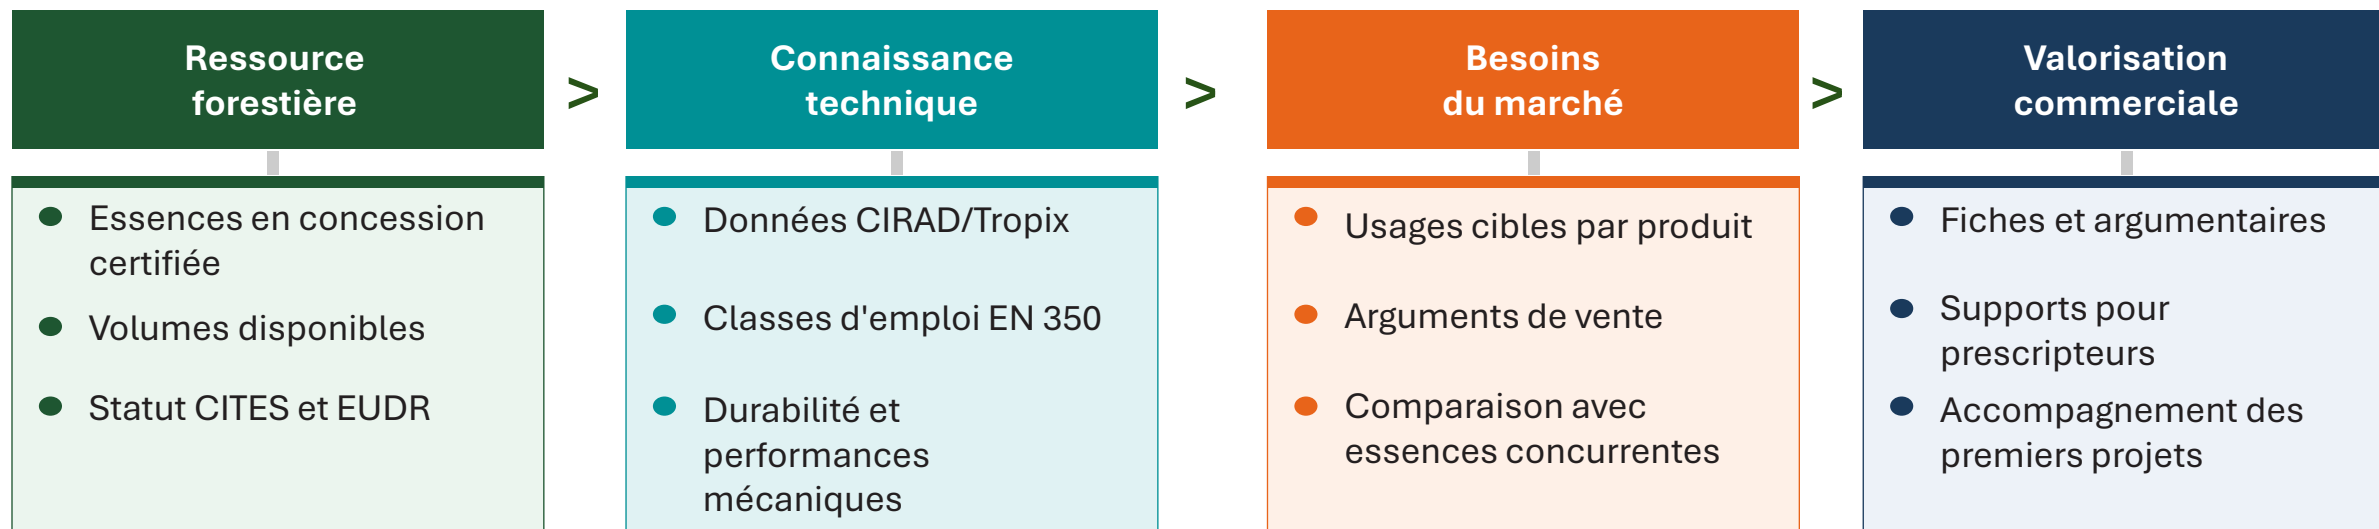 Ressource
forestière
>
Connaissance
technique
>
Besoins
du marché
>
Valorisation
commerciale
Essences en concession
certifiée
Volumes disponibles
Statut CITES et EUDR
Données CIRAD/Tropix
Classes d'emploi EN 350
Durabilité et
performances
mécaniques
Usages cibles par produit
Arguments de vente
Comparaison avec
essences concurrentes
Fiches et argumentaires
Supports pour
prescripteurs
Accompagnement des
premiers projets